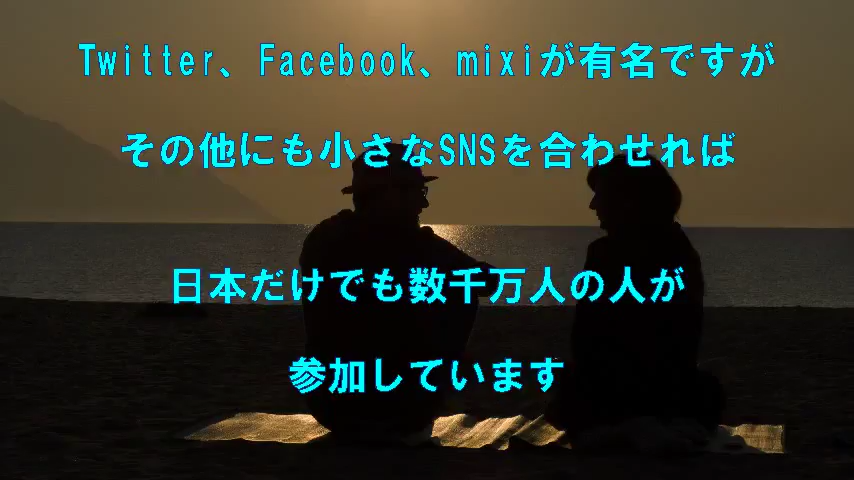 Twitter、Facebook、mixiが有名ですが
その他にも小さなSNSを合わせれば
日本だけでも数千万人の人が
参加しています